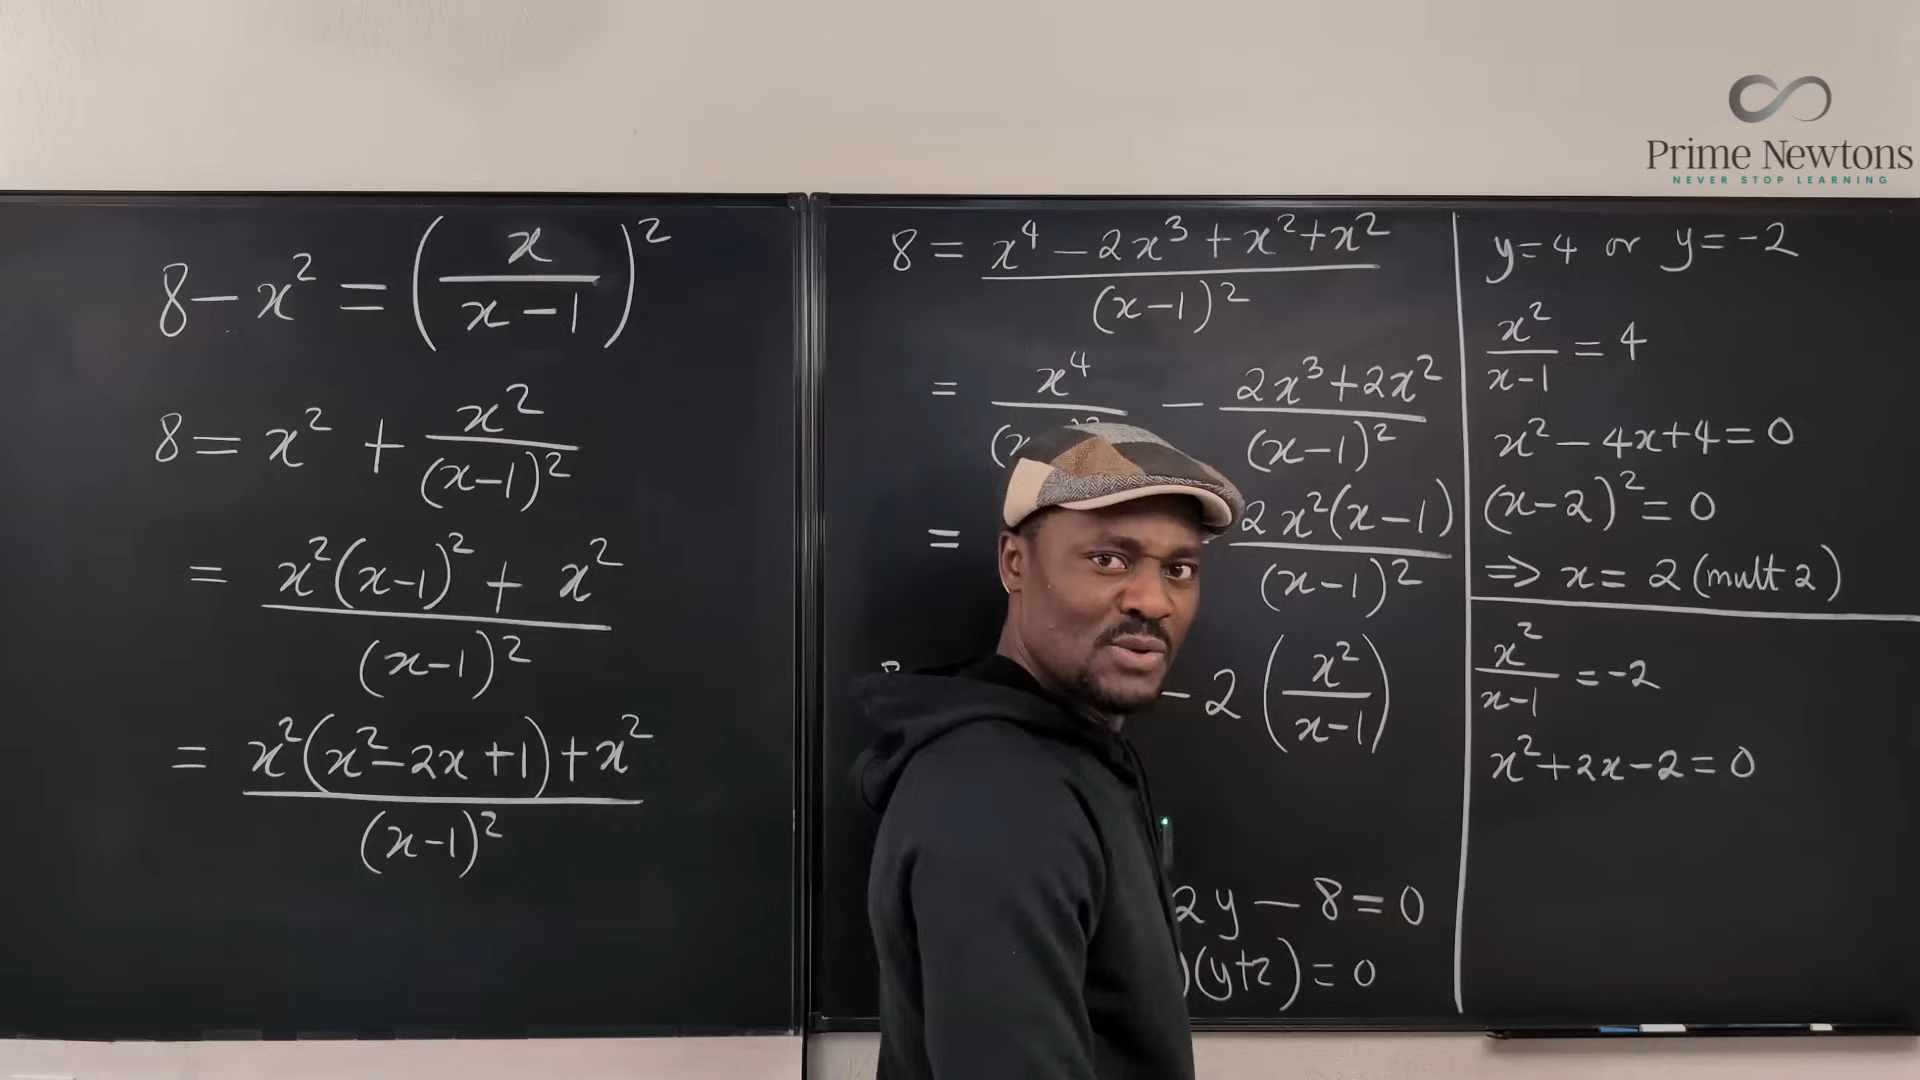 Prime Newtons
NEVER STOP LEARNING
8 − x² = (x/(x−1))²
8 = x² + x²/(x−1)²
= (x²(x−1)² + x²)/(x−1)²
= (x²(x²−2x+1)+x²)/(x−1)²
8 = (x⁴ − 2x³ + x² + x²)/(x−1)²
= x⁴/(x − (2x³+2x²)/(x−1)²
= 2x²(x−1)/(x−1)²
− 2(x²/(x−1))
2y − 8 = 0
)(y+2) = 0
y=4 or y=−2
x²/(x−1) = 4
x² − 4x+4 = 0
(x−2)² = 0
⇒ x = 2 (mult 2)
x²/(x−1) = −2
x²+2x−2 = 0